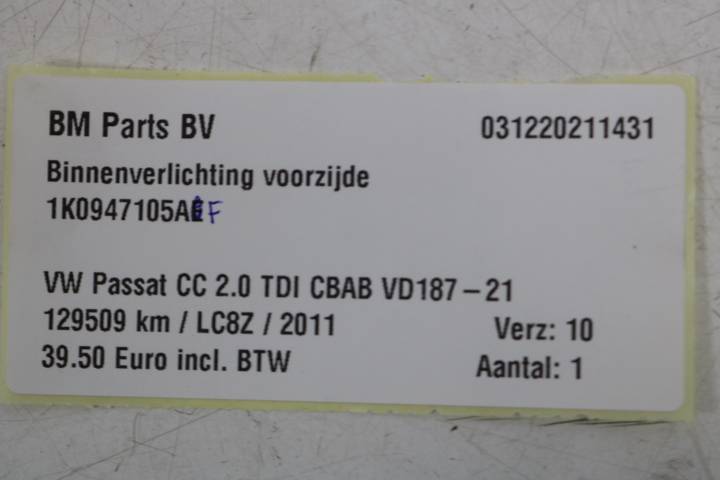 BM Parts BV 031220211431
Binnenverlichting voorzijde
1K0947105AEF
VW Passat CC 2.0 TDI CBAB VD187-21
129509 km / LC8Z / 2011 Verz: 10
39.50 Euro incl. BTW Aantal: 1